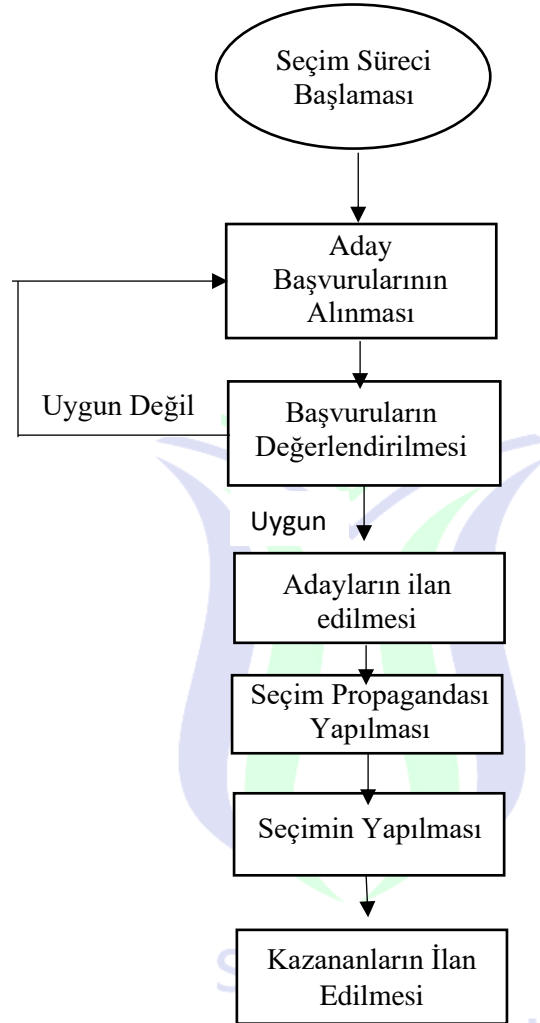 Seçim Süreci
Başlaması
Aday
Başvurularının
Alınması
Uygun Değil
Başvuruların
Değerlendirilmesi
Uygun
Adayların ilan
edilmesi
Seçim Propagandası
Yapılması
Seçimin Yapılması
Kazananların İlan
Edilmesi